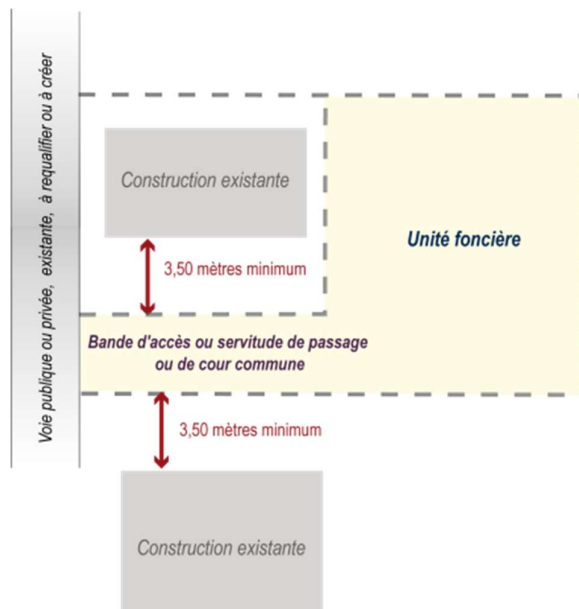 Voie publique ou privée, existante, à requalifier ou à créer
Construction existante
Unité foncière
3,50 mètres minimum
Bande d'accès ou servitude de passage
ou de cour commune
3,50 mètres minimum
Construction existante